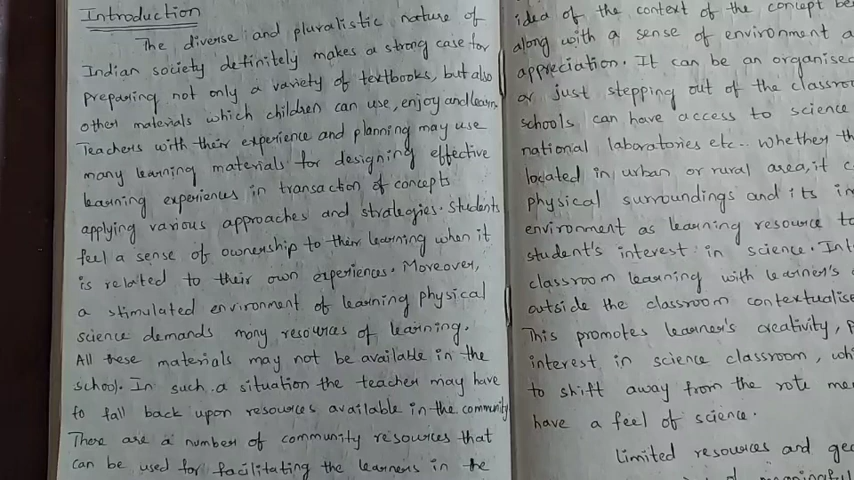 Introduction
The diverse and pluralistic nature of
Indian society definitely makes a strong case for
preparing not only a variety of textbooks, but also
other materials which children can use, enjoy and learn.
Teachers with their experience and planning may use
many learning materials for designing effective
learning experiences in transaction of concepts
applying various approaches and strategies. Students
feel a sense of ownership to their learning when it
is related to their own experiences. Moreover,
a stimulated environment of learning physical
science demands many resources of learning.
All these materials may not be available in the
school. In such a situation the teacher may have
to fall back upon resources available in the community
There are a number of community resources that
can be used for facilitating the learners in the
idea of the context of the concept
along with a sense of environment
appreciation. It can be an organised
or just stepping out of the
schools can have access to science
national laboratories etc.. Whether
located in urban or rural area, it
physical surroundings and its
environment as learning resource to
student's interest in science.
classroom learning with learner's
outside the classroom
This promotes learner's creativity,
interest in science classroom,
to shift away from the rote
have a feel of science.
Limited resources and